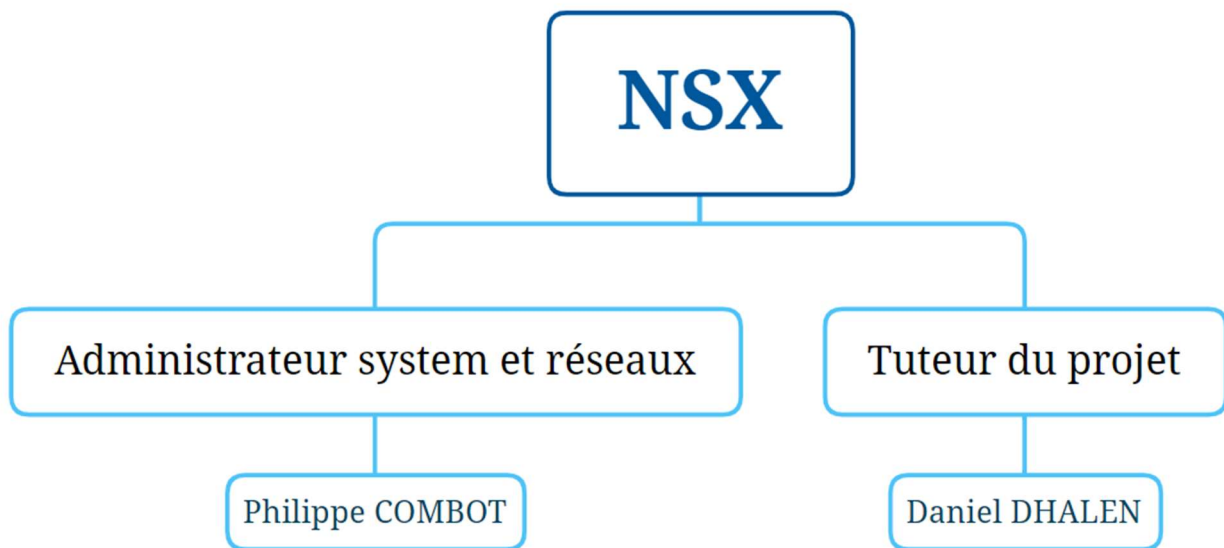 NSX
Administrateur system et réseaux
Tuteur du projet
Philippe COMBOT
Daniel DHALEN